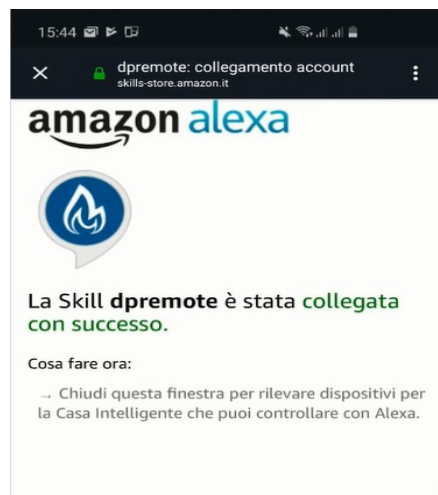 15:44
dpremote: collegamento account
skills-store.amazon.it
amazon alexa
La Skill dpremote è stata collegata
con successo.
Cosa fare ora:
→ Chiudi questa finestra per rilevare dispositivi per
la Casa Intelligente che puoi controllare con Alexa.